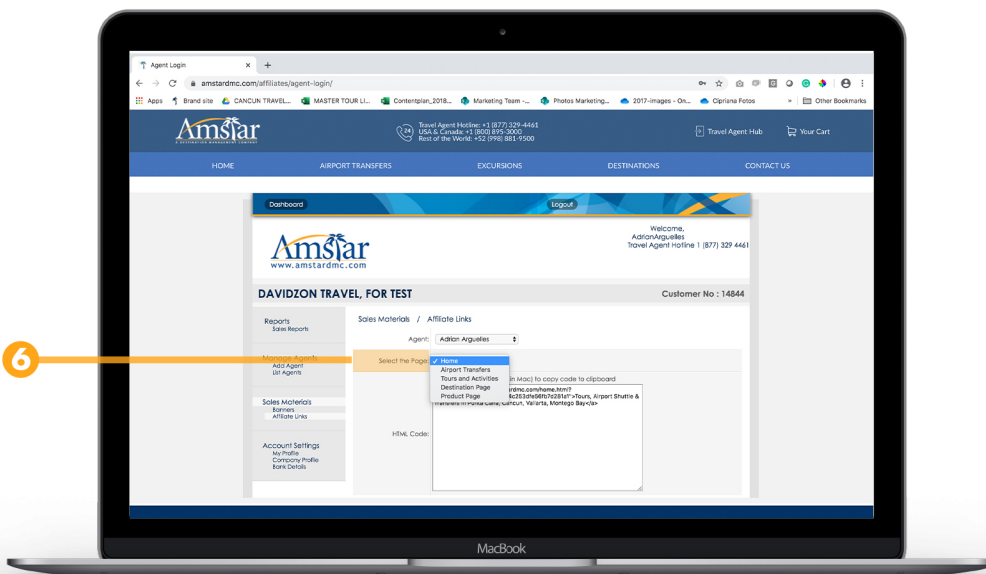 Agent Login
amstardmc.com/affiliates/agent-login/
Apps Brand site CANCUN TRAVEL... MASTER TOUR LI... Contentplan_2018... Marketing Team -... Photos Marketing... 2017-images - On... Cipriana Fotos » Other Bookmarks
Amstar
A DESTINATION MANAGEMENT COMPANY
24
Travel Agent Hotline: +1 (877) 329-4461
USA & Canada: +1 (800) 895-3000
Rest of the World: +52 (998) 881-9500
Travel Agent Hub
Your Cart
HOME AIRPORT TRANSFERS EXCURSIONS DESTINATIONS CONTACT US
Dashboard Logout
Amstar
www.amstardmc.com
Welcome,
AdrianArguelles
Travel Agent Hotline 1 (877) 329 4461
DAVIDZON TRAVEL, FOR TEST
Customer No : 14844
Reports
Sales Reports
Manage Agents
Add Agent
List Agents
Sales Materials
Banners
Affiliate Links
Account Settings
My Profile
Company Profile
Bank Details
Sales Materials / Affiliate Links
Agent: Adrian Arguelles
6
Select the Page: ✓ Home
Airport Transfers
Tours and Activities
Destination Page
Product Page
in Mac) to copy code to clipboard
rdmc.com/home.html?
4c253dfe56fb7d281a1">Tours, Airport Shuttle &
Transfers in Punta Cana, Cancun, Vallarta, Montego Bay</a>
HTML Code:
MacBook